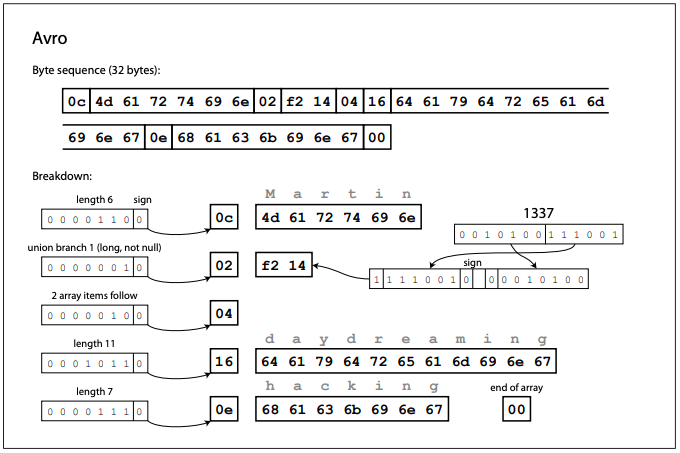 Avro
Byte sequence (32 bytes):
0c 4d 61 72 74 69 6e 02 f2 14 04 16 64 61 79 64 72 65 61 6d
69 6e 67 0e 68 61 63 6b 69 6e 67 00
Breakdown:
length 6 sign
0 0 0 0 1 1 0 0
0c
M a r t i n
4d 61 72 74 69 6e
union branch 1 (long, not null)
0 0 0 0 0 0 1 0
02
f2 14
1337
0 0 1 0 1 0 0 1 1 1 0 0 1
sign
1 1 1 1 0 0 1 0 0 0 0 1 0 1 0 0
2 array items follow
0 0 0 0 0 1 0 0
04
length 11
0 0 0 1 0 1 1 0
16
d a y d r e a m i n g
64 61 79 64 72 65 61 6d 69 6e 67
length 7
0 0 0 0 1 1 1 0
0e
h a c k i n g
68 61 63 6b 69 6e 67
end of array
00